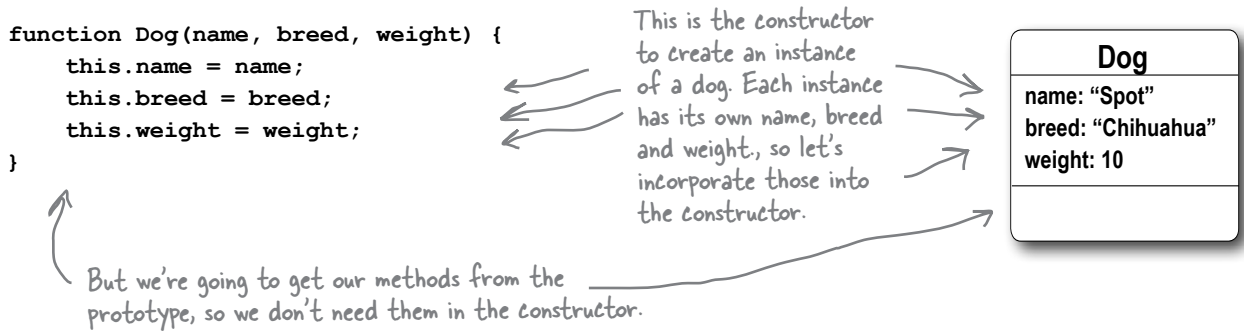 function Dog(name, breed, weight) {
    this.name = name;
    this.breed = breed;
    this.weight = weight;
}
This is the constructor
to create an instance
of a dog. Each instance
has its own name, breed
and weight., so let's
incorporate those into
the constructor.
Dog
name: “Spot”
breed: “Chihuahua”
weight: 10
But we're going to get our methods from the
prototype, so we don't need them in the constructor.